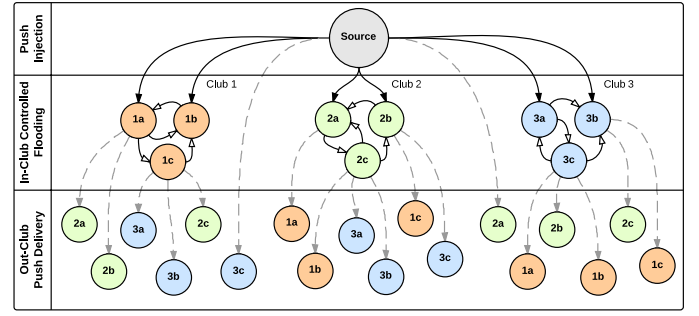 Push
Injection
Source
Club 1
Club 2
Club 3
In-Club Controlled
Flooding
1a
1b
1c
2a
2b
2c
3a
3b
3c
Out-Club
Push Delivery
2a
3a
2c
2b
3b
3c
1a
3a
1c
1b
3b
3c
2a
2b
2c
1a
1b
1c